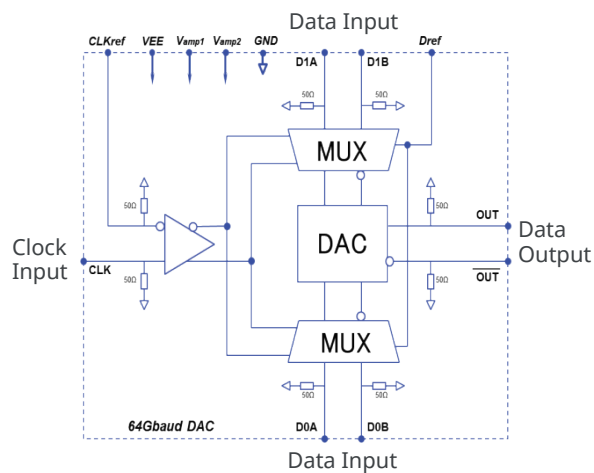 Data Input
CLKref VEE Vamp1 Vamp2 GND Dref
D1A D1B
50Ω 50Ω
MUX
50Ω 50Ω
OUT
DAC
Clock
Input
Data
Output
CLK
OUT
50Ω 50Ω
MUX
50Ω 50Ω
64Gbaud DAC D0A D0B
Data Input